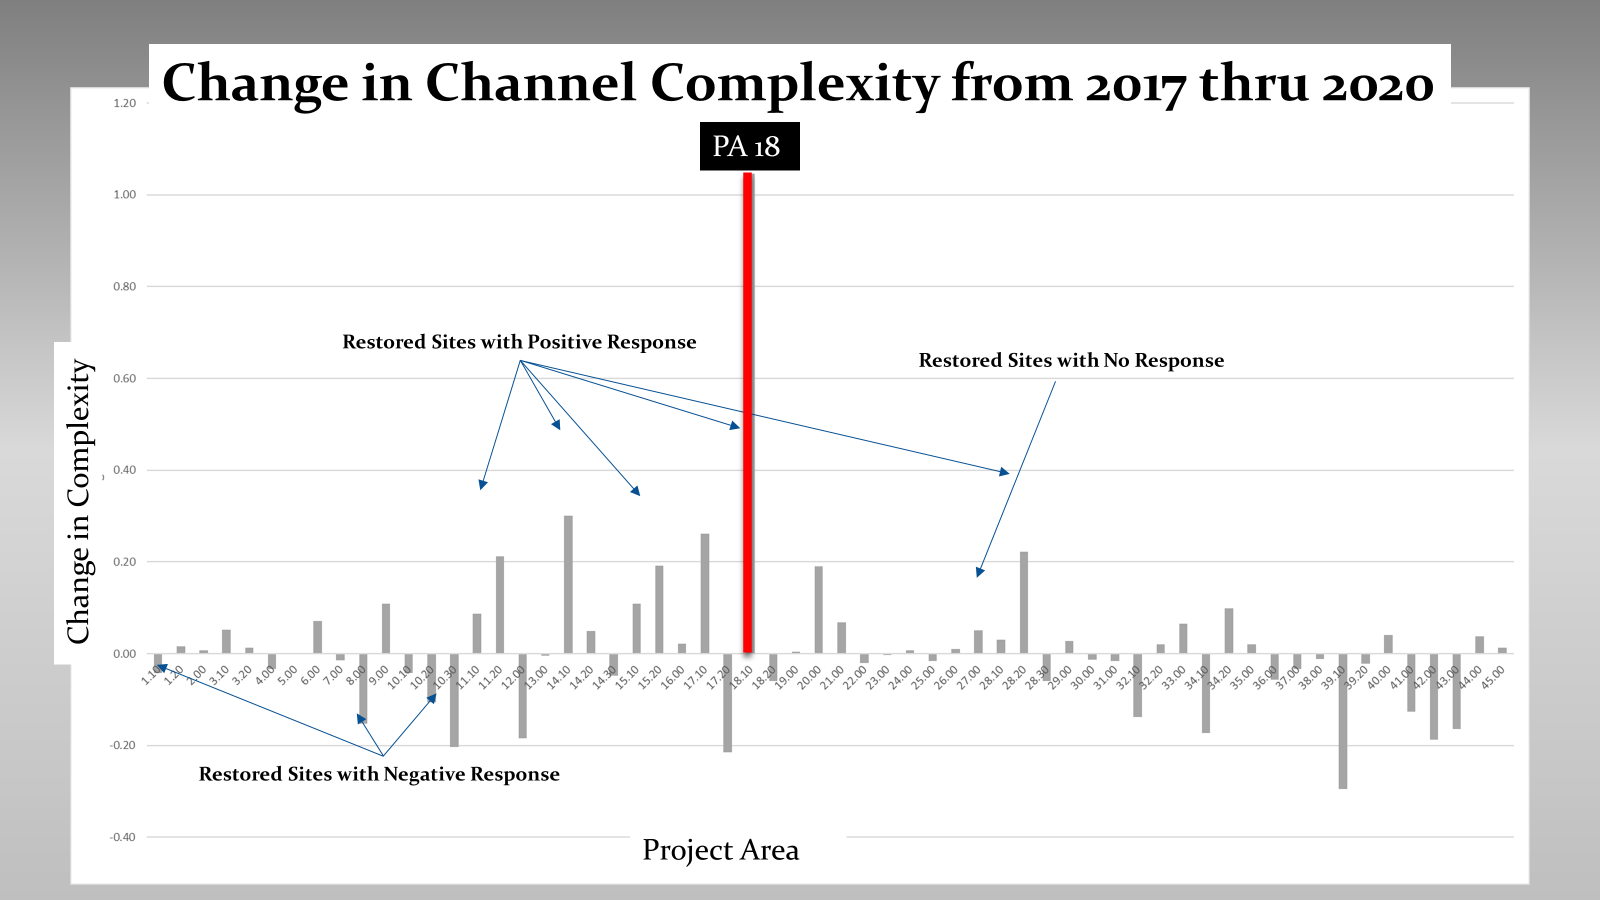 Change in Channel Complexity from 2017 thru 2020
PA 18
1.20
1.00
0.80
0.60
0.40
0.20
0.00
-0.20
-0.40
Change in Complexity
Restored Sites with Positive Response
Restored Sites with No Response
Restored Sites with Negative Response
1.10 1.20 2.00 3.10 3.20 4.00 5.00 6.00 7.00 8.00 9.00 10.10 10.20 10.30 11.10 11.20 12.00 13.00 14.10 14.20 14.30 15.10 15.20 16.00 17.10 17.20 18.10 18.20 19.00 20.00 21.00 22.00 23.00 24.00 25.00 26.00 27.00 28.10 28.20 28.30 29.00 30.00 31.00 32.10 32.20 33.00 34.10 34.20 35.00 36.00 37.00 38.00 39.10 39.20 40.00 41.00 42.00 43.00 44.00 45.00
Project Area